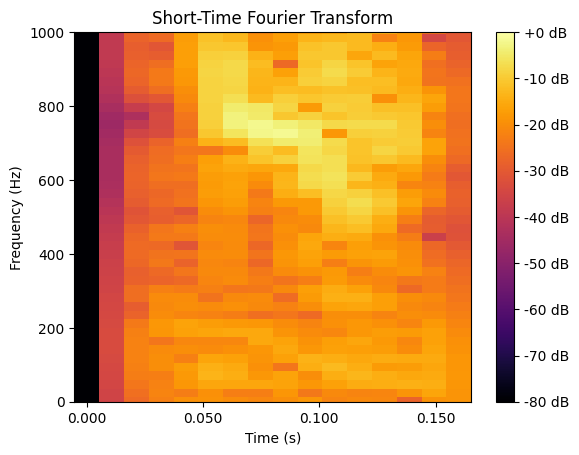 Short-Time Fourier Transform
1000
800
600
400
200
0
Frequency (Hz)
0.000
0.050
0.100
0.150
Time (s)
+0 dB
-10 dB
-20 dB
-30 dB
-40 dB
-50 dB
-60 dB
-70 dB
-80 dB